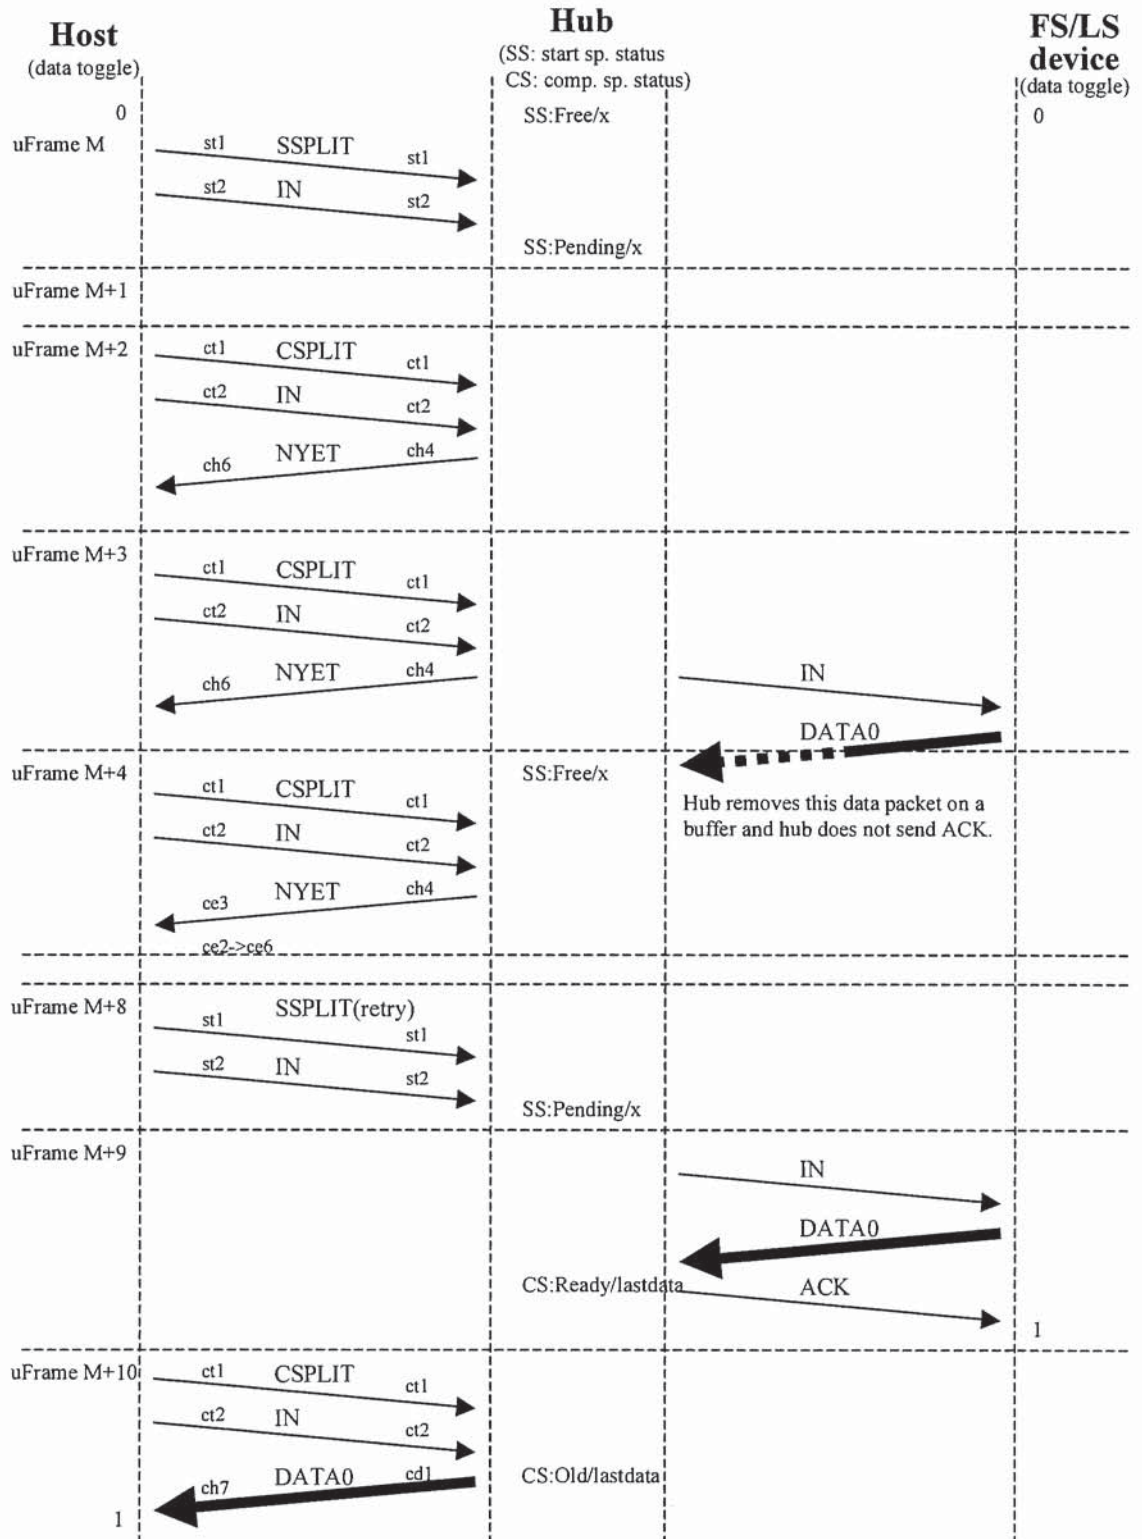 Host
(data toggle)
Hub
(SS: start sp. status
CS: comp. sp. status)
FS/LS
device
(data toggle)
0
SS:Free/x
0
uFrame M
st1 SSPLIT st1
st2 IN st2
SS:Pending/x
uFrame M+1
uFrame M+2
ct1 CSPLIT ct1
ct2 IN ct2
ch6 NYET ch4
uFrame M+3
ct1 CSPLIT ct1
ct2 IN ct2
ch6 NYET ch4
IN
DATA0
uFrame M+4
SS:Free/x
ct1 CSPLIT ct1
Hub removes this data packet on a
buffer and hub does not send ACK.
ct2 IN ct2
ce3 NYET ch4
ce2->ce6
uFrame M+8
SSPLIT(retry)
st1 st1
st2 IN st2
SS:Pending/x
uFrame M+9
IN
DATA0
CS:Ready/lastdata
ACK
1
uFrame M+10
ct1 CSPLIT ct1
ct2 IN ct2
ch7 DATA0 cd1
CS:Old/lastdata
1